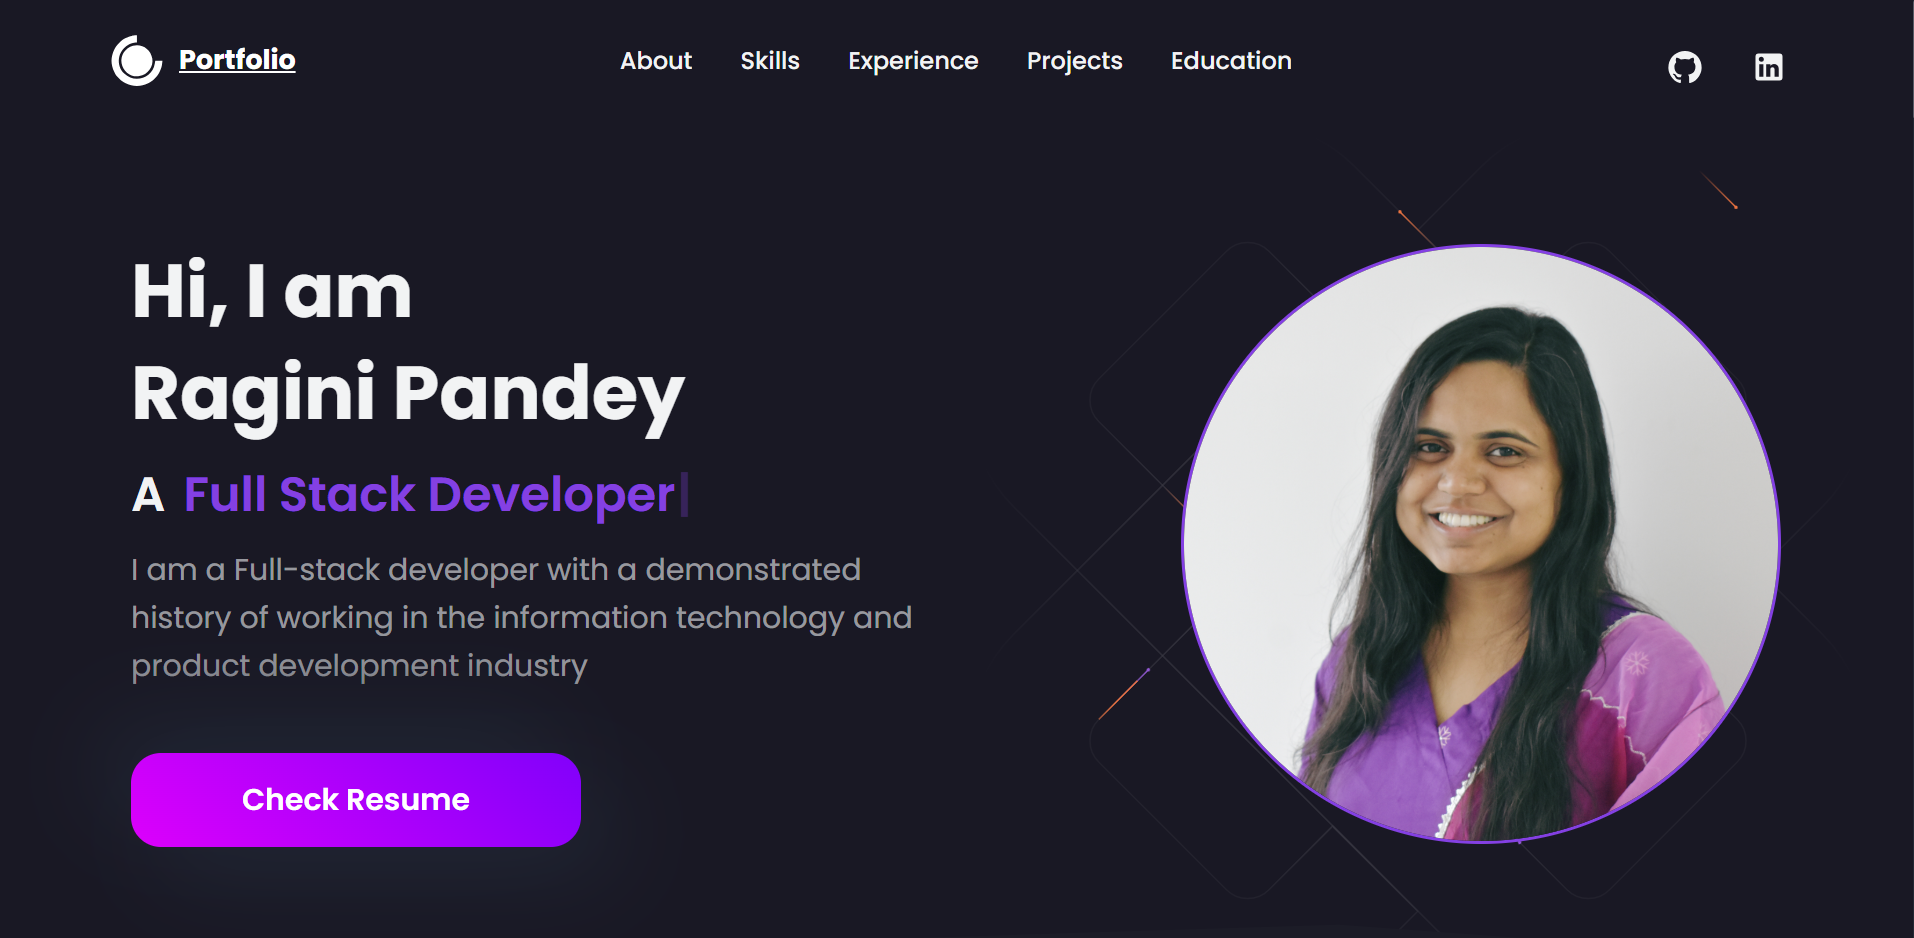 Portfolio
About
Skills
Experience
Projects
Education
Hi, I am
Ragini Pandey
A Full Stack Developer
I am a Full-stack developer with a demonstrated
history of working in the information technology and
product development industry
Check Resume